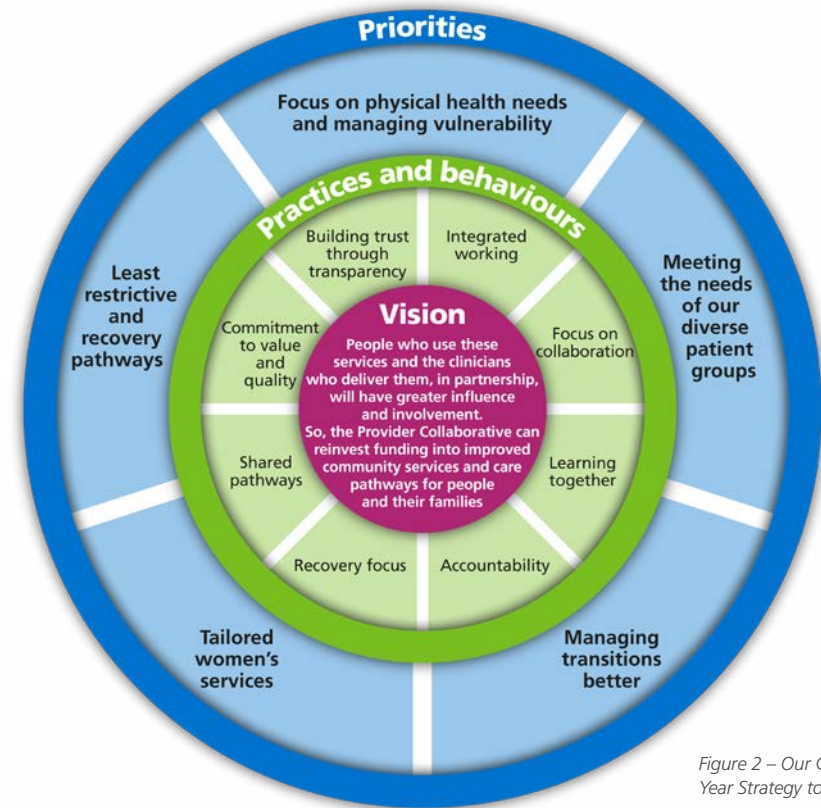 Priorities
Focus on physical health needs
and managing vulnerability
Meeting
the needs
of our
diverse
patient
groups
Managing
transitions
better
Tailored
women's
services
Least
restrictive
and
recovery
pathways
Practices and behaviours
Integrated
working
Focus on
collaboration
Learning
together
Accountability
Recovery focus
Shared
pathways
Commitment
to value
and
quality
Building trust
through
transparency
Vision
People who use these
services and the clinicians
who deliver them, in partnership,
will have greater influence
and involvement.
So, the Provider Collaborative can
reinvest funding into improved
community services and care
pathways for people
and their families
Figure 2 – Our
Year Strategy to